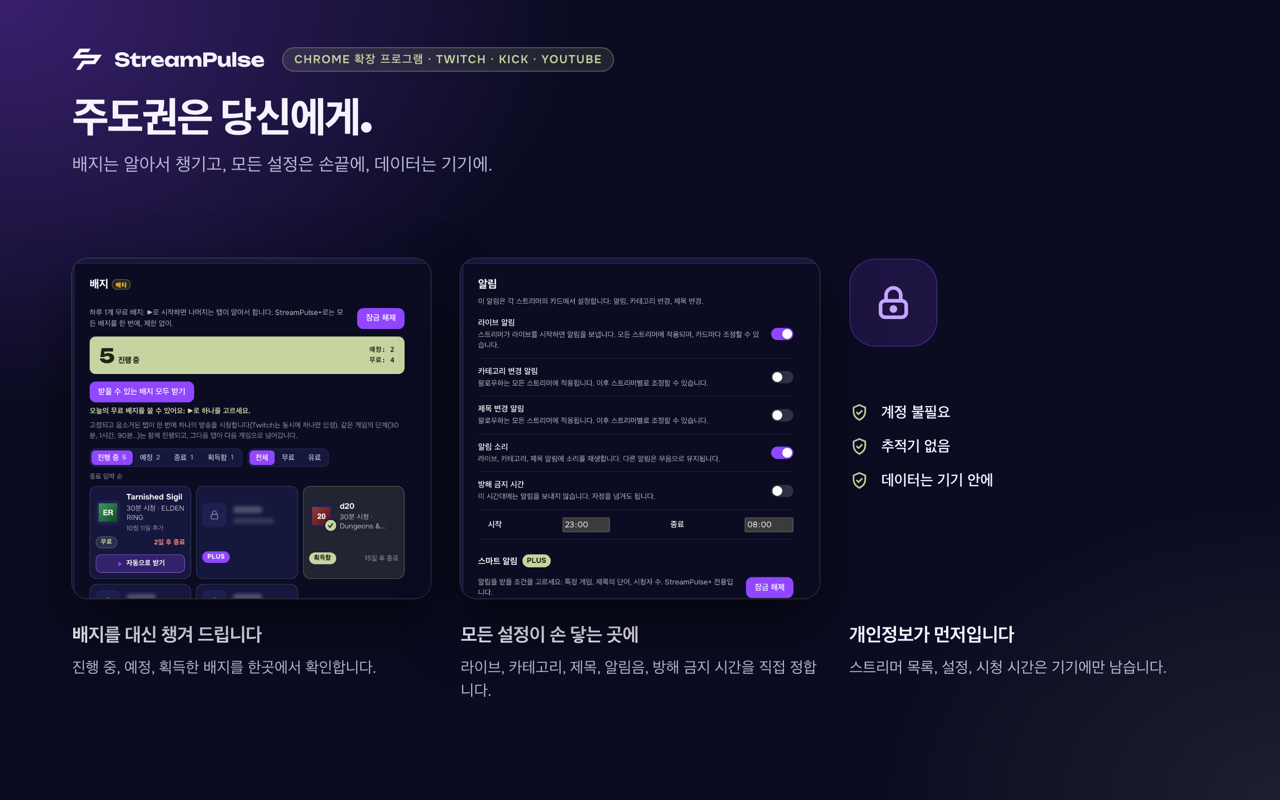 StreamPulse
CHROME 확장 프로그램 · TWITCH · KICK · YOUTUBE
주도권은 당신에게.
배지는 알아서 챙기고, 모든 설정은 손끝에, 데이터는 기기에.
배지 베타
하루 1개 무료 배지: ▶로 시작하면 나머지는 탭이 알아서 합니다. StreamPulse+로는 모
든 배지를 한 번에, 제한 없이.
잠금 해제
5 진행 중
예정: 2
무료: 4
받을 수 있는 배지 모두 받기
오늘의 무료 배지를 쓸 수 있어요: ▶로 하나를 고르세요.
고정되고 음소거된 탭이 한 번에 하나의 방송을 시청합니다(Twitch는 동시에 하나만 인정). 같은 게임의 단계(30
분, 1시간, 90분…)는 함께 진행되고, 그다음 탭이 다음 게임으로 넘어갑니다.
진행 중 5 예정 2 종료 1 획득함 1 전체 무료 유료
종료 임박 순
ER
Tarnished Sigil
30분 시청 · ELDEN
RING
10월 11일 추가
무료
2일 후 종료
▶ 자동으로 받기
PLUS
20
d20
30분 시청 ·
Dungeons &…
획득함
15일 후 종료
배지를 대신 챙겨 드립니다
진행 중, 예정, 획득한 배지를 한곳에서 확인합니다.
알림
이 알림은 각 스트리머의 카드에서 설정합니다: 알림, 카테고리 변경, 제목 변경.
라이브 알림
스트리머가 라이브를 시작하면 알림을 보냅니다. 모든 스트리머에 적용되며, 카드마다 조정할 수 있
습니다.
카테고리 변경 알림
팔로우하는 모든 스트리머에 적용됩니다. 이후 스트리머별로 조정할 수 있습니다.
제목 변경 알림
팔로우하는 모든 스트리머에 적용됩니다. 이후 스트리머별로 조정할 수 있습니다.
알림 소리
라이브, 카테고리, 제목 알림에 소리를 재생합니다. 다른 알림은 무음으로 유지됩니다.
방해 금지 시간
이 시간대에는 알림을 보내지 않습니다. 자정을 넘겨도 됩니다.
시작 23:00 종료 08:00
스마트 알림 PLUS
알림을 받을 조건을 고르세요: 특정 게임, 제목의 단어, 시청자 수. StreamPulse+ 전용입
니다.
잠금 해제
모든 설정이 손 닿는 곳에
라이브, 카테고리, 제목, 알림음, 방해 금지 시간을 직접 정합
니다.
계정 불필요
추적기 없음
데이터는 기기 안에
개인정보가 먼저입니다
스트리머 목록, 설정, 시청 시간은 기기에만 남습니다.